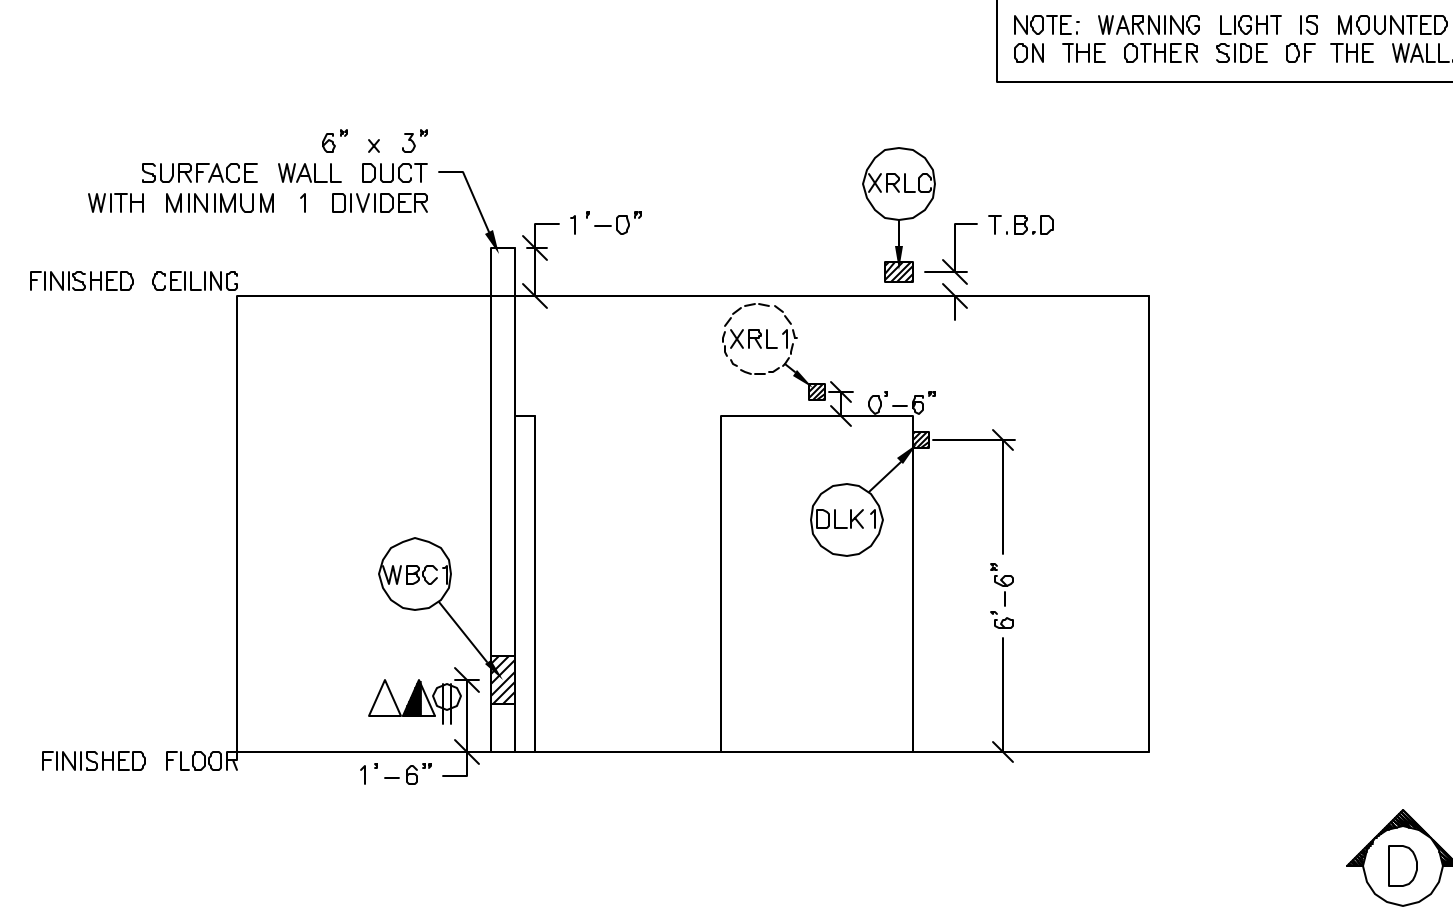 NOTE: WARNING LIGHT IS MOUNTED
ON THE OTHER SIDE OF THE WALL.
6" x 3"
SURFACE WALL DUCT
WITH MINIMUM 1 DIVIDER
XRLC
1'-0"
T.B.D
FINISHED CEILING
XRL1
0'-6"
DLK1
WBC1
6'-6"
FINISHED FLOOR
1'-6"
D